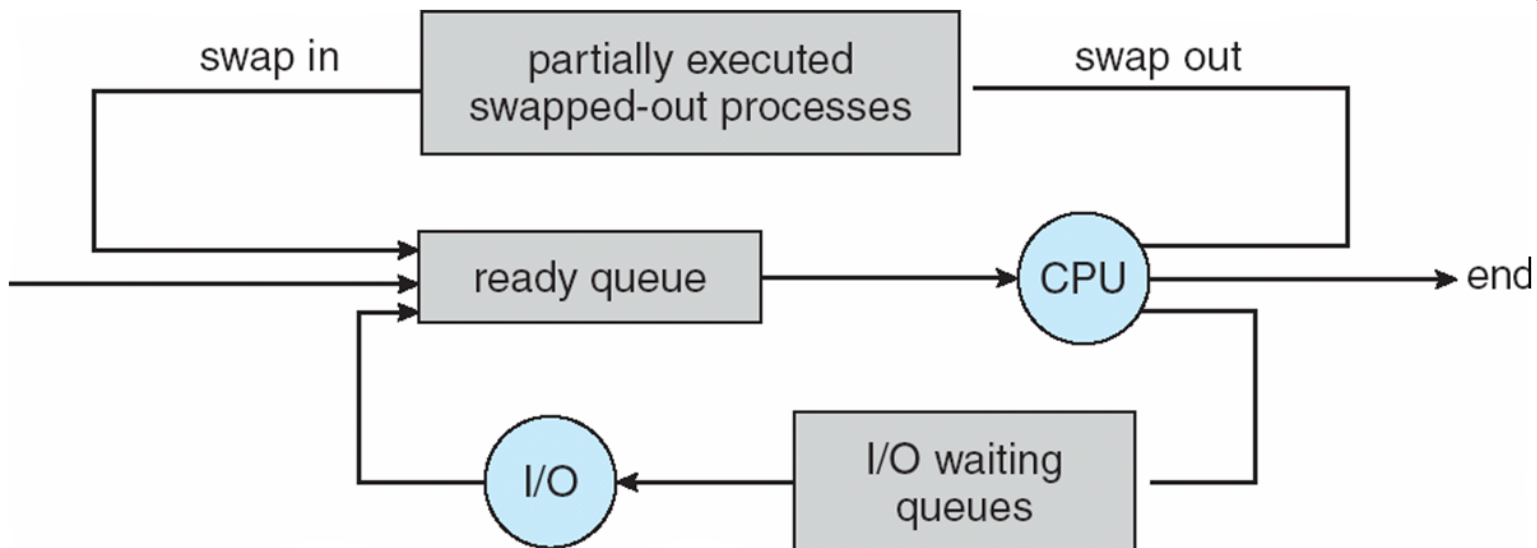 swap in
partially executed
swapped-out processes
swap out
ready queue
CPU
end
I/O
I/O waiting
queues